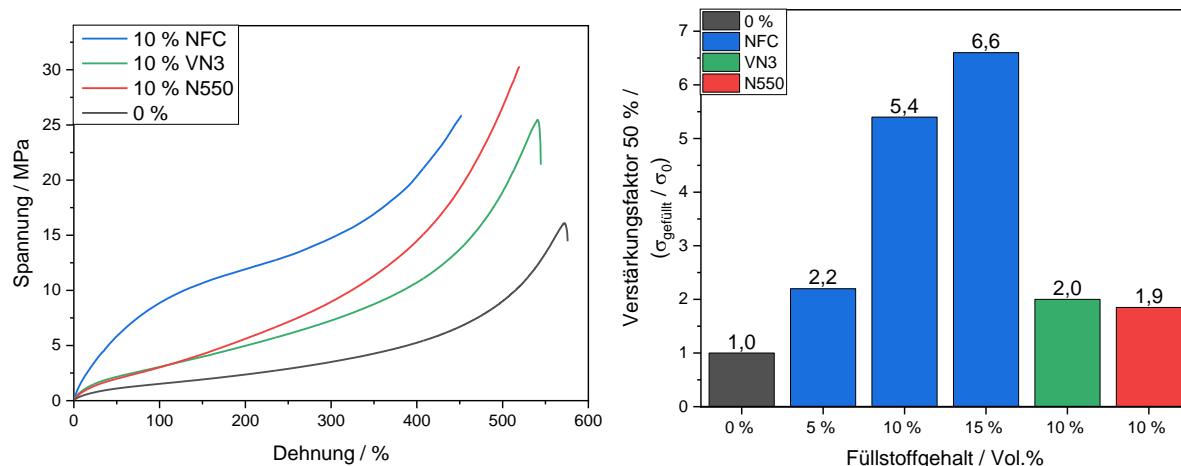 10 % NFC
10 % VN3
10 % N550
0 %
Spannung / MPa
30
25
20
15
10
5
0
0 100 200 300 400 500 600
Dehnung / %
0 %
NFC
VN3
N550
Verstärkungsfaktor 50 % /
(σgefüllt / σ0)
7
6
5
4
3
2
1
0
1,0
2,2
5,4
6,6
2,0
1,9
0 % 5 % 10 % 15 % 10 % 10 %
Füllstoffgehalt / Vol.%